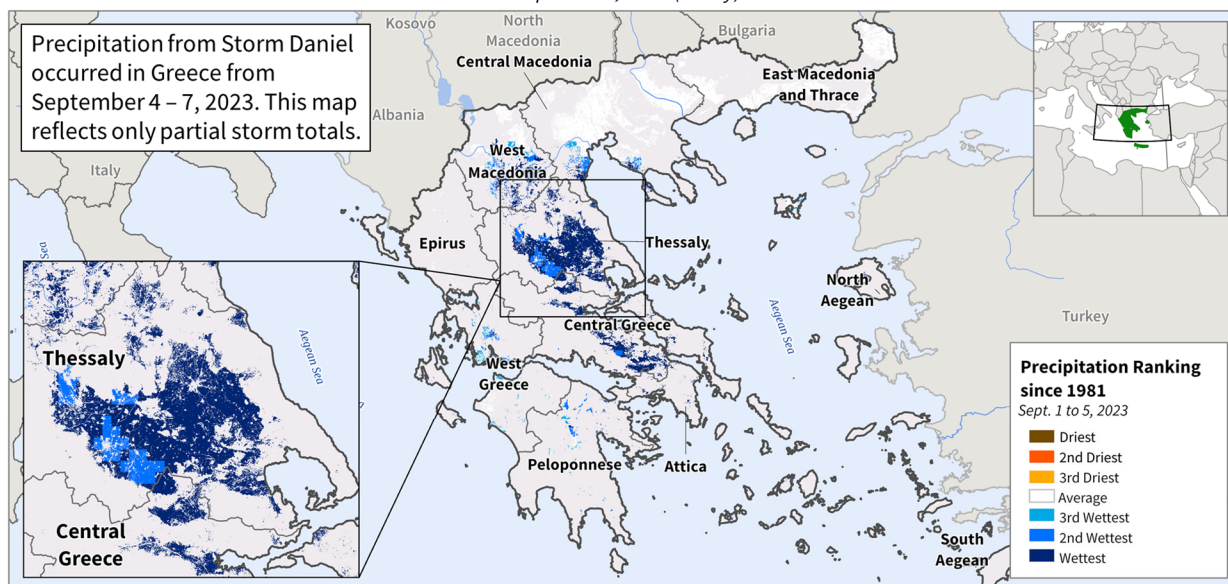 Precipitation from Storm Daniel
occurred in Greece from
September 4 – 7, 2023. This map
reflects only partial storm totals.
Kosovo
North
Macedonia
Bulgaria
Central Macedonia
East Macedonia
and Thrace
Albania
Italy
West
Macedonia
Epirus
Thessaly
North
Aegean
Sea
Aegean Sea
Turkey
Central Greece
West
Greece
Peloponnese
Attica
South
Aegean
Thessaly
Aegean Sea
Central
Greece
Precipitation Ranking
since 1981
Sept. 1 to 5, 2023
Driest
2nd Driest
3rd Driest
Average
3rd Wettest
2nd Wettest
Wettest